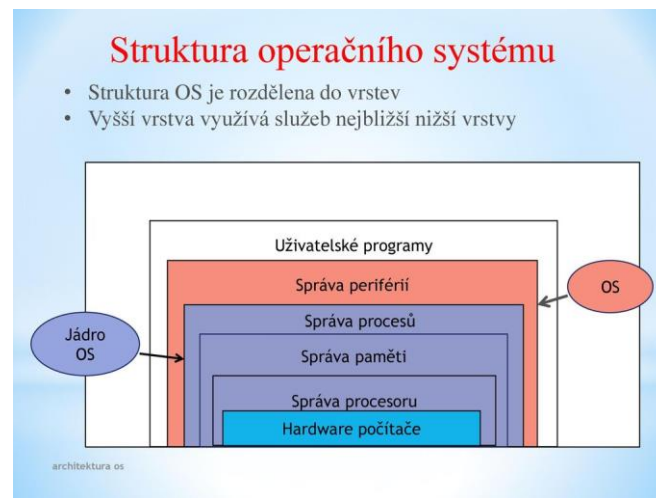 Struktura operačního systému
• Struktura OS je rozdělena do vrstev
• Vyšší vrstva využívá služeb nejbližší nižší vrstvy
Uživatelské programy
Správa periférií
OS
Správa procesů
Jádro
OS
Správa paměti
Správa procesoru
Hardware počítače
architektura os